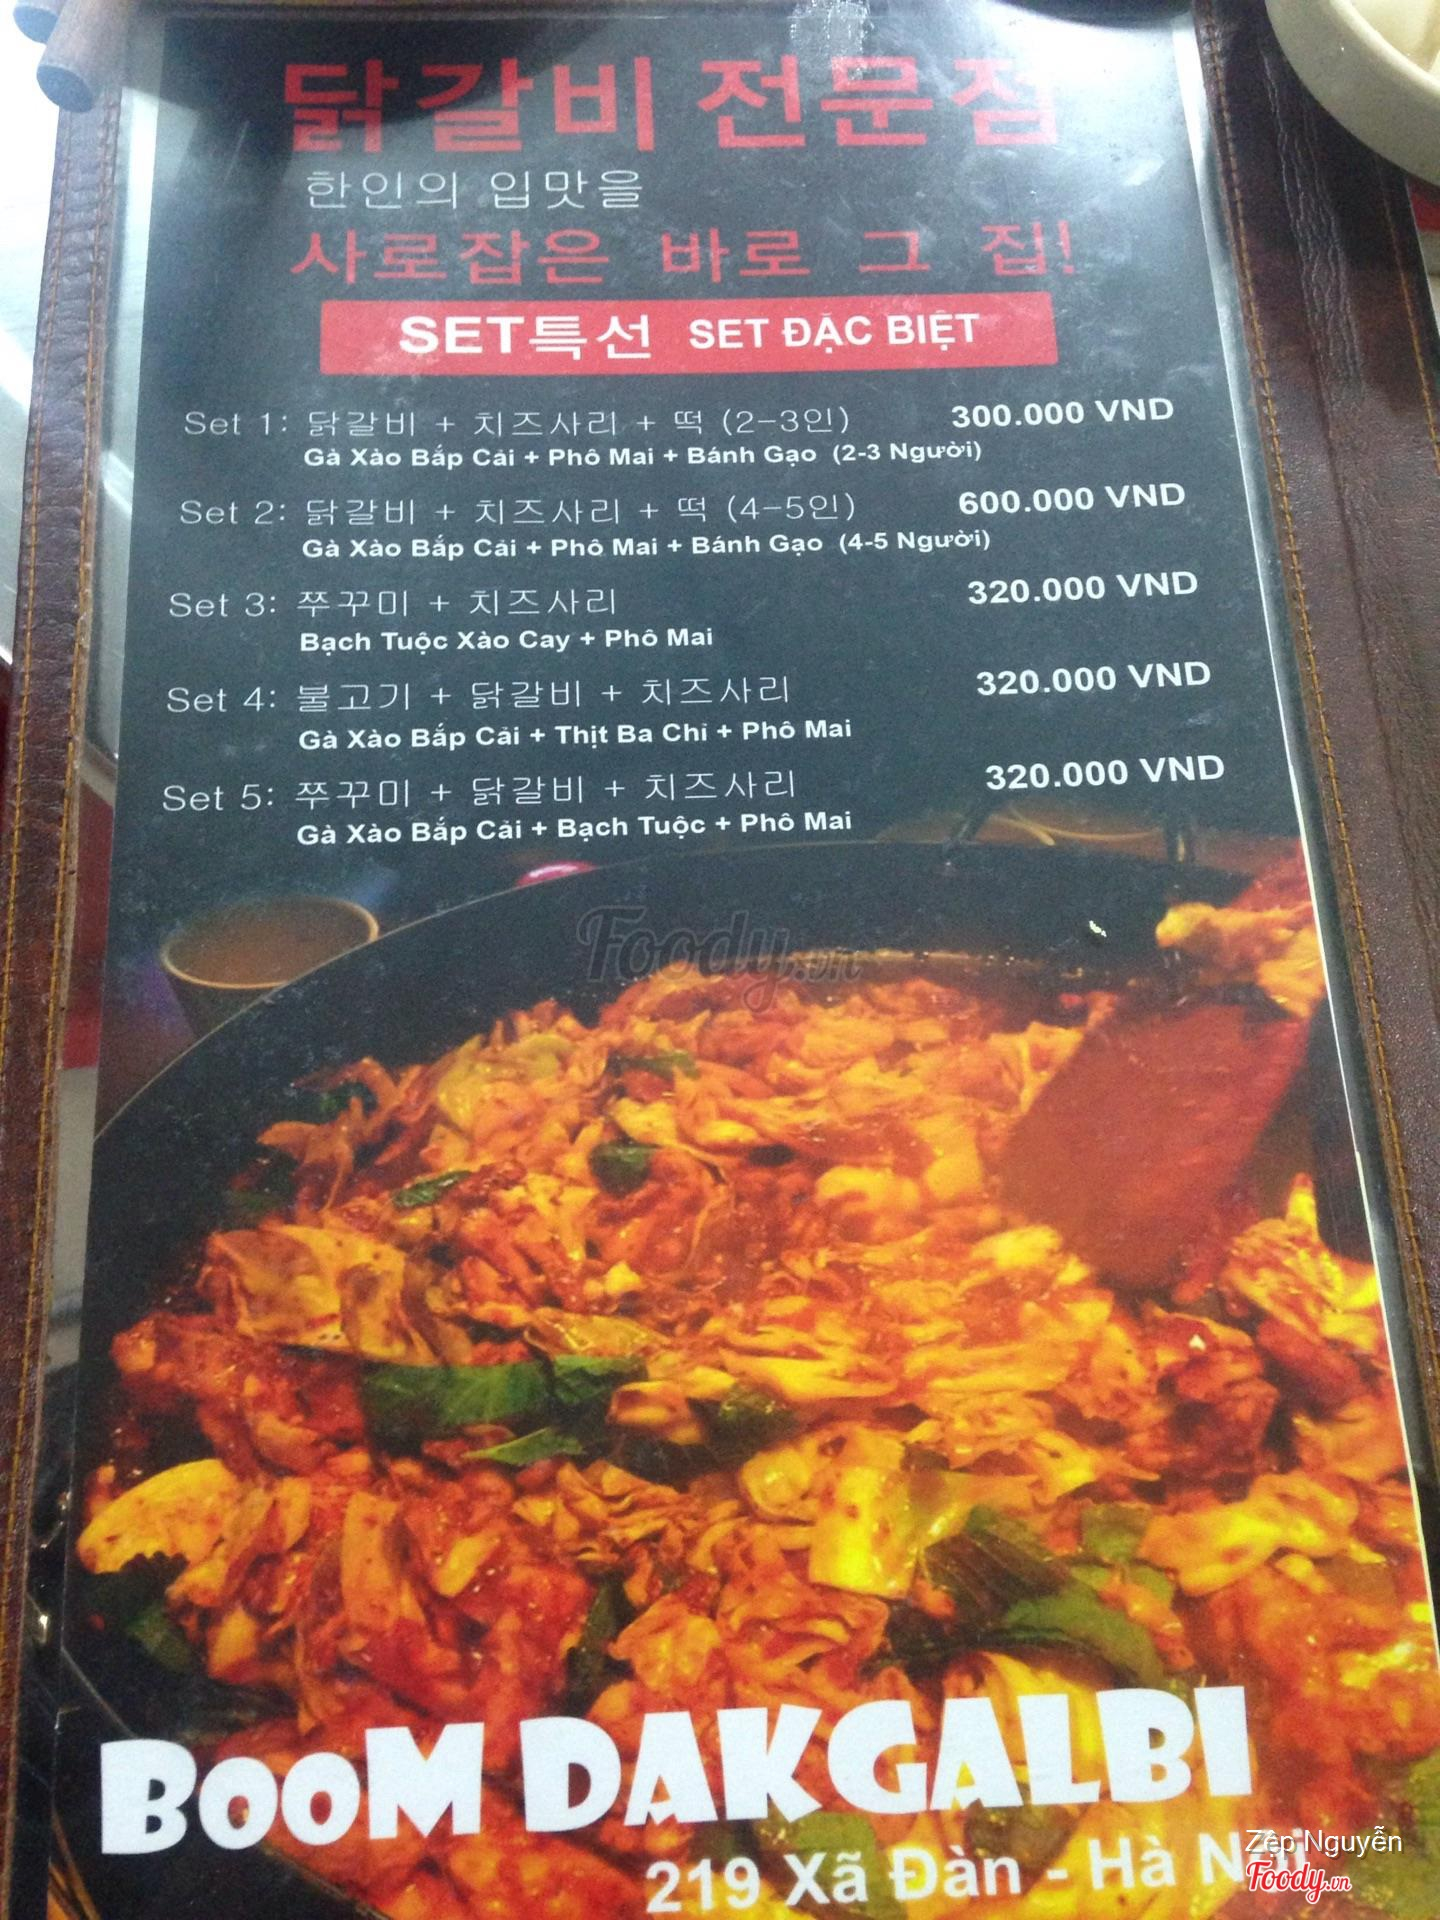 닭갈비 전문점
한인의 입맛을
사로잡은 바로 그 집!
SET특선 SET ĐẶC BIỆT
Set 1: 닭갈비 + 치즈사리 + 떡 (2-3인) 300.000 VND
Gà Xào Bắp Cải + Phô Mai + Bánh Gạo (2-3 Người)
Set 2: 닭갈비 + 치즈사리 + 떡 (4-5인) 600.000 VND
Gà Xào Bắp Cải + Phô Mai + Bánh Gạo (4-5 Người)
Set 3: 쭈꾸미 + 치즈사리 320.000 VND
Bạch Tuộc Xào Cay + Phô Mai
Set 4: 불고기 + 닭갈비 + 치즈사리 320.000 VND
Gà Xào Bắp Cải + Thịt Ba Chỉ + Phô Mai
Set 5: 쭈꾸미 + 닭갈비 + 치즈사리 320.000 VND
Gà Xào Bắp Cải + Bạch Tuộc + Phô Mai
Foody.vn
BOOM DAKGALBI
219 Xã Đàn - Hà Nội
Zẹp Nguyễn
Foody.vn